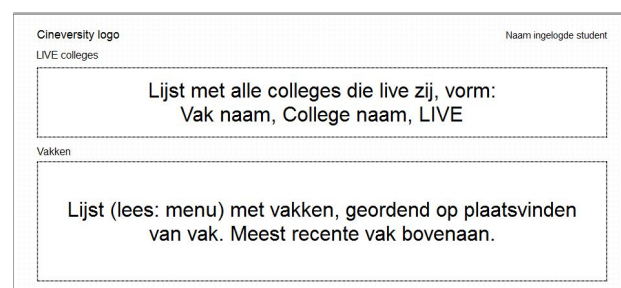 Cineversity logo
Naam ingelogde student
LIVE colleges
Lijst met alle colleges die live zij, vorm:
Vak naam, College naam, LIVE
Vakken
Lijst (lees: menu) met vakken, geordend op plaatsvinden
van vak. Meest recente vak bovenaan.